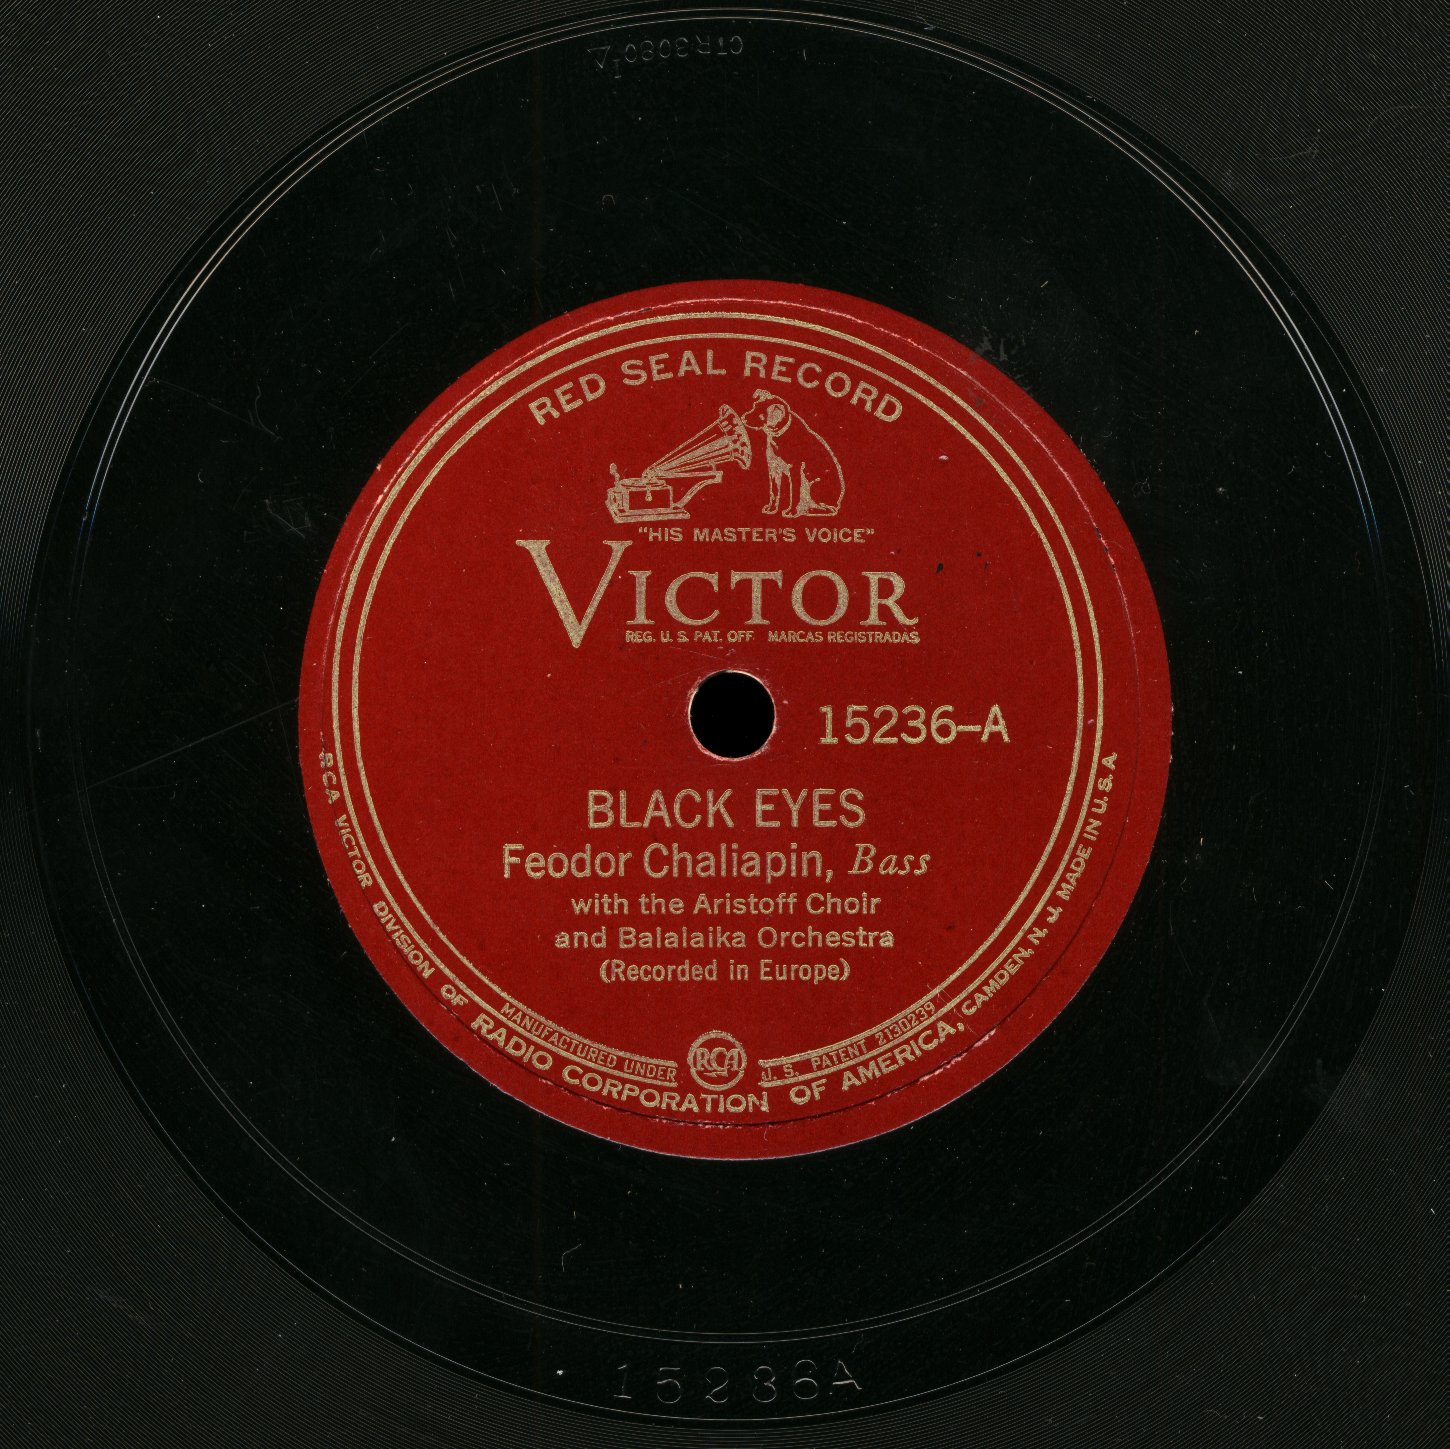 RED SEAL RECORD
"HIS MASTER'S VOICE"
VICTOR
REG. U. S. PAT. OFF MARCAS REGISTRADAS
15236–A
BLACK EYES
Feodor Chaliapin, Bass
with the Aristoff Choir
and Balalaika Orchestra
(Recorded in Europe)
MANUFACTURED UNDER U. S. PATENT 2130239
RCA
RCA VICTOR DIVISION OF RADIO CORPORATION OF AMERICA, CAMDEN, N. J. MADE IN U. S. A.
15236A